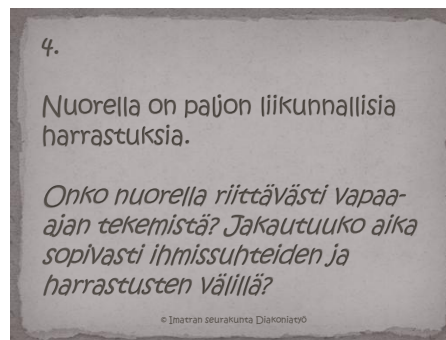 4.
Nuorella on paljon liikunnallisia
harrastuksia.
Onko nuorella riittävästi vapaa-
ajan tekemistä? Jakautuuko aika
sopivasti ihmissuhteiden ja
harrastusten välillä?
© Imatran seurakunta Diakoniatyö